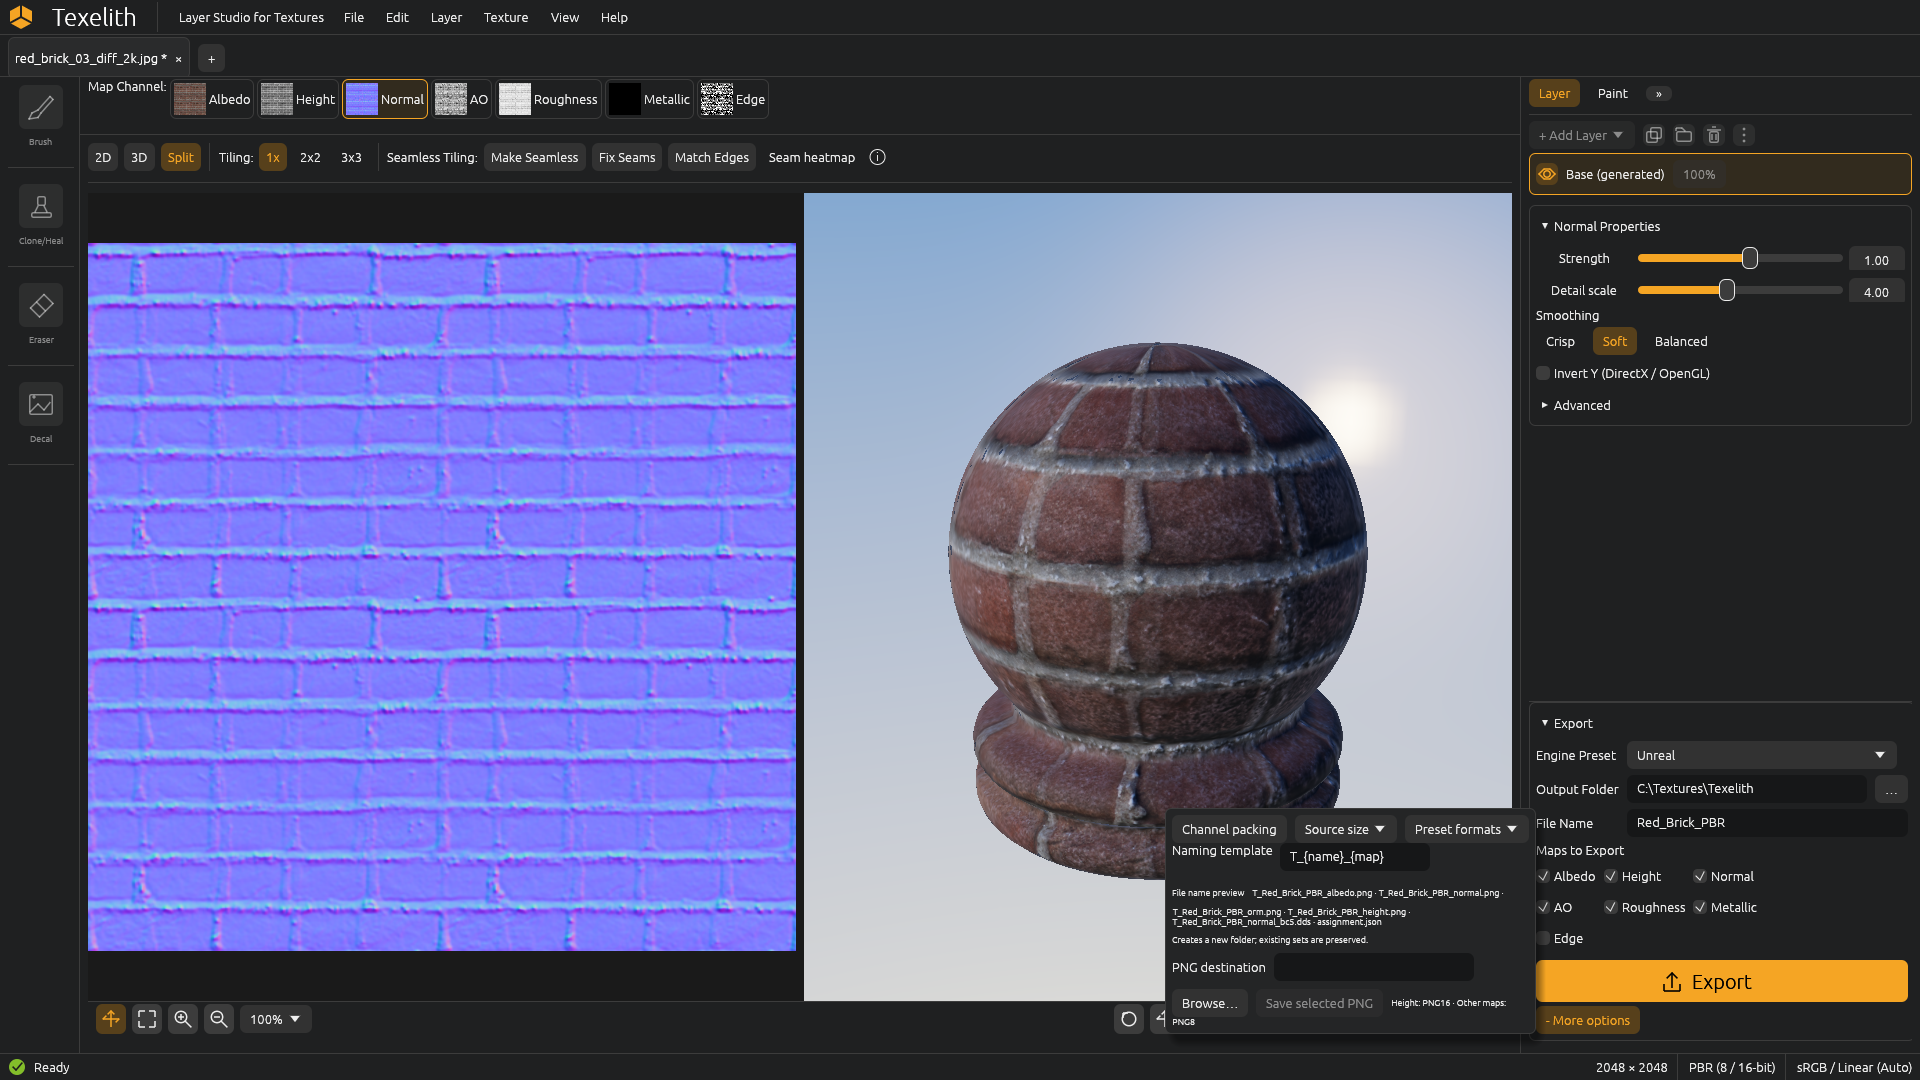 Texelith
Layer Studio for Textures File Edit Layer Texture View Help
red_brick_03_diff_2k.jpg * × +
Map Channel: Albedo Height Normal AO Roughness Metallic Edge
2D 3D Split Tiling: 1x 2x2 3x3 Seamless Tiling: Make Seamless Fix Seams Match Edges Seam heatmap
Brush
Clone/Heal
Eraser
Decal
Layer Paint »
+ Add Layer
Base (generated) 100%
Normal Properties
Strength 1.00
Detail scale 4.00
Smoothing
Crisp Soft Balanced
Invert Y (DirectX / OpenGL)
Advanced
Export
Engine Preset Unreal
Output Folder C:\Textures\Texelith ...
File Name Red_Brick_PBR
Maps to Export
Albedo Height Normal
AO Roughness Metallic
Edge
Export
- More options
Channel packing Source size Preset formats
Naming template T_{name}_{map}
File name preview T_Red_Brick_PBR_albedo.png · T_Red_Brick_PBR_normal.png ·
T_Red_Brick_PBR_orm.png · T_Red_Brick_PBR_height.png ·
T_Red_Brick_PBR_normal_bc5.dds · assignment.json
Creates a new folder; existing sets are preserved.
PNG destination
Browse... Save selected PNG Height: PNG16 · Other maps:
PNG8
100%
Ready
2048 × 2048 PBR (8 / 16-bit) sRGB / Linear (Auto)